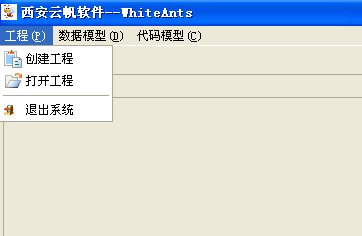 西安云帆软件--WhiteAnts
工程(P) 数据模型(D) 代码模型(C)
创建工程
打开工程
退出系统